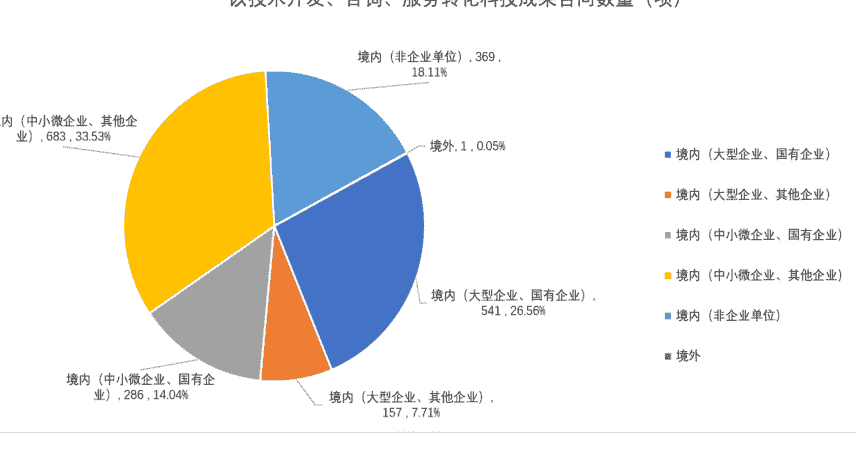 以技术开发、咨询、服务转化科技成果合同数量（项）
境内（非企业单位）, 369 ,
18.11%
内（中小微企业、其他企
业）, 683 , 33.53%
境外, 1 , 0.05%
境内（大型企业、国有企业）,
541 , 26.56%
境内（中小微企业、国有企
业）, 286 , 14.04%
境内（大型企业、其他企业）,
157 , 7.71%
境内（大型企业、国有企业）
境内（大型企业、其他企业）
境内（中小微企业、国有企业）
境内（中小微企业、其他企业）
境内（非企业单位）
境外